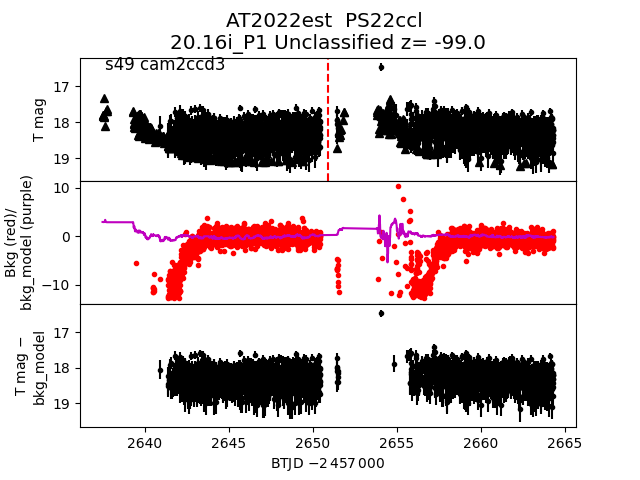 AT2022est PS22ccl
20.16i_P1 Unclassified z= -99.0
s49 cam2ccd3
T mag
17
18
19
Bkg (red)/
bkg_model (purple)
10
0
−10
T mag −
bkg_model
17
18
19
2640 2645 2650 2655 2660 2665
BTJD −2 457 000